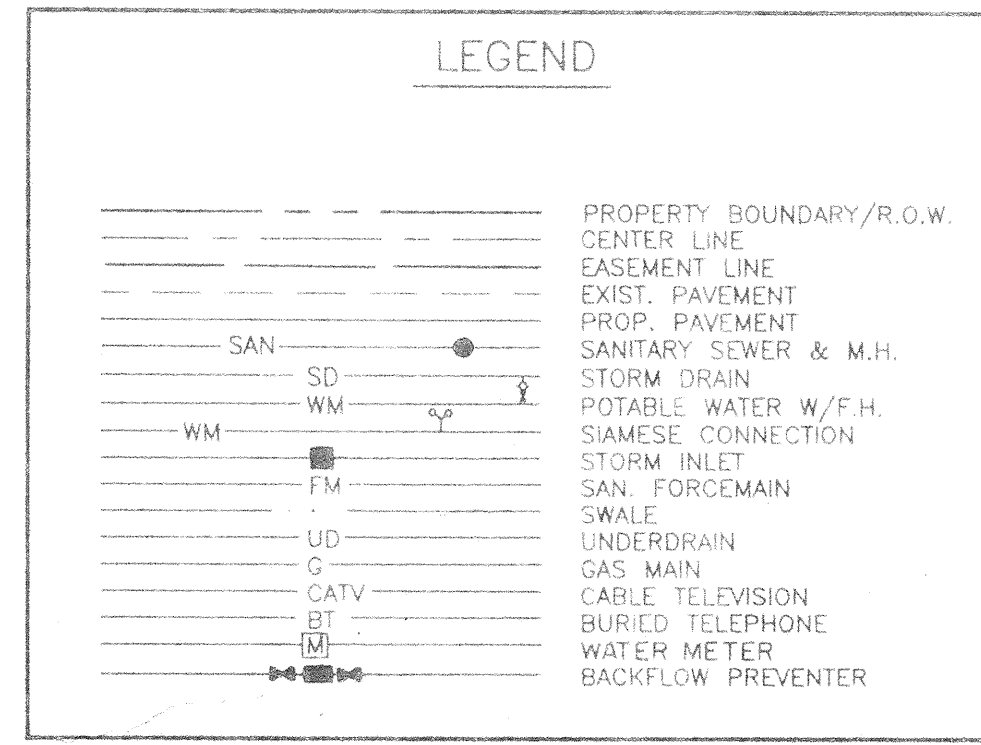 LEGEND
PROPERTY BOUNDARY/R.O.W.
CENTER LINE
EASEMENT LINE
EXIST. PAVEMENT
PROP. PAVEMENT
SAN SANITARY SEWER & M.H.
SD STORM DRAIN
WM POTABLE WATER W/F.H.
WM SIAMESE CONNECTION
STORM INLET
FM SAN. FORCEMAIN
SWALE
UD UNDERDRAIN
G GAS MAIN
CATV CABLE TELEVISION
BT BURIED TELEPHONE
M WATER METER
BACKFLOW PREVENTER